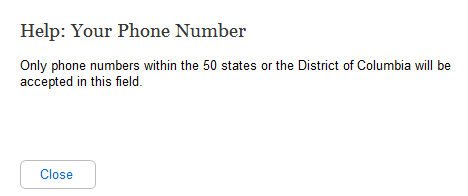 Help: Your Phone Number
Only phone numbers within the 50 states or the District of Columbia will be
accepted in this field.
Close